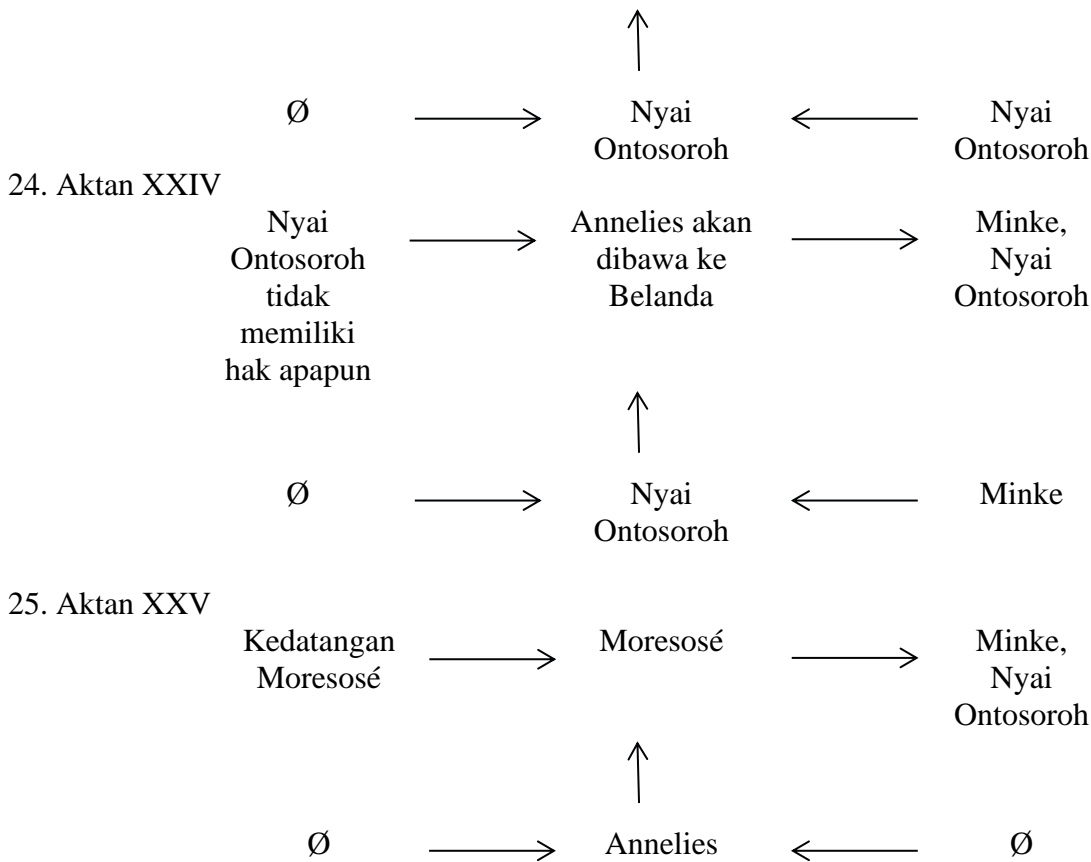 Ø Nyai Nyai
Ontosoroh Ontosoroh
24. Aktan XXIV
Nyai Annelies akan Minke,
Ontosoroh dibawa ke Nyai
tidak Belanda Ontosoroh
memiliki
hak apapun
Ø Nyai Minke
Ontosoroh
25. Aktan XXV
Kedatangan Moresosé Minke,
Moresosé Nyai
Ontosoroh
Ø Annelies Ø